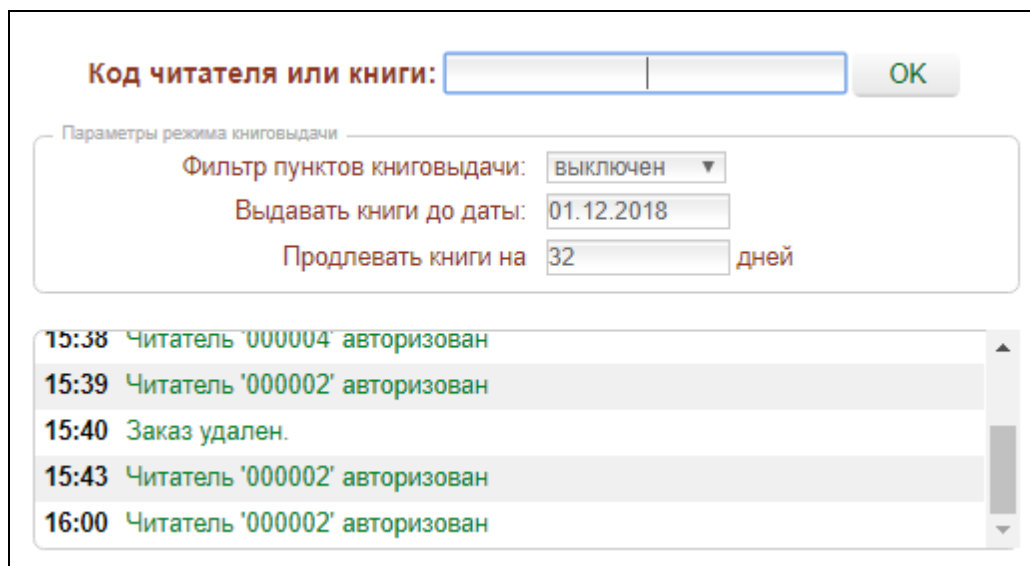 Код читателя или книги: OK
Параметры режима книговыдачи
Фильтр пунктов книговыдачи: выключен
Выдавать книги до даты: 01.12.2018
Продлевать книги на 32 дней
15:38 Читатель '000004' авторизован
15:39 Читатель '000002' авторизован
15:40 Заказ удален.
15:43 Читатель '000002' авторизован
16:00 Читатель '000002' авторизован